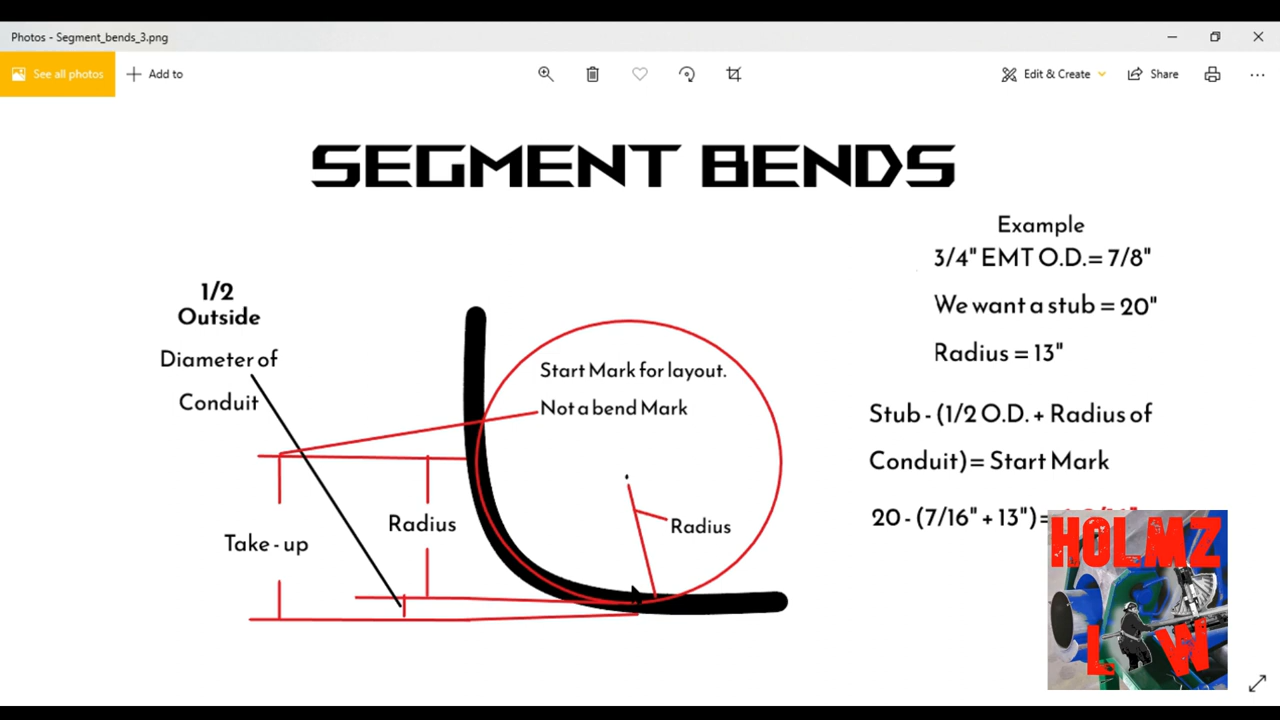 Photos - Segment_bends_3.png
See all photos
Add to
Edit & Create
Share
SEGMENT BENDS
Example
3/4" EMT O.D.= 7/8"
We want a stub = 20"
Radius = 13"
Stub - (1/2 O.D. + Radius of
Conduit)= Start Mark
20 - (7/16" + 13")=
1/2
Outside
Diameter of
Conduit
Start Mark for layout.
Not a bend Mark
Radius
Radius
Take - up
HOLMZ
LAW